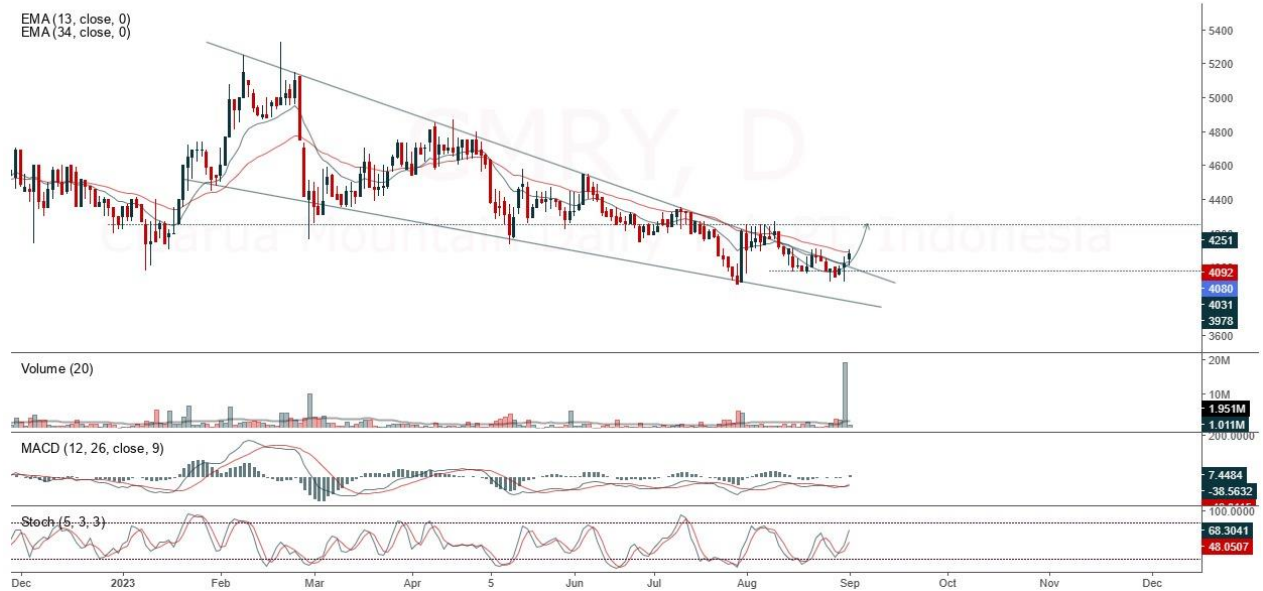 EMA (13, close, 0)
EMA (34, close, 0)
CMRY, D
Indonesia
5400
5200
5000
4800
4600
4400
4251
4092
4080
4031
3978
3600
Volume (20)
20M
10M
1.951M
1.011M
MACD (12, 26, close, 9)
200.0000
7.4484
-38.5632
Stoch (5, 3, 3)
100.0000
68.3041
48.0507
Dec 2023 Feb Mar Apr 5 Jun Jul Aug Sep Oct Nov Dec